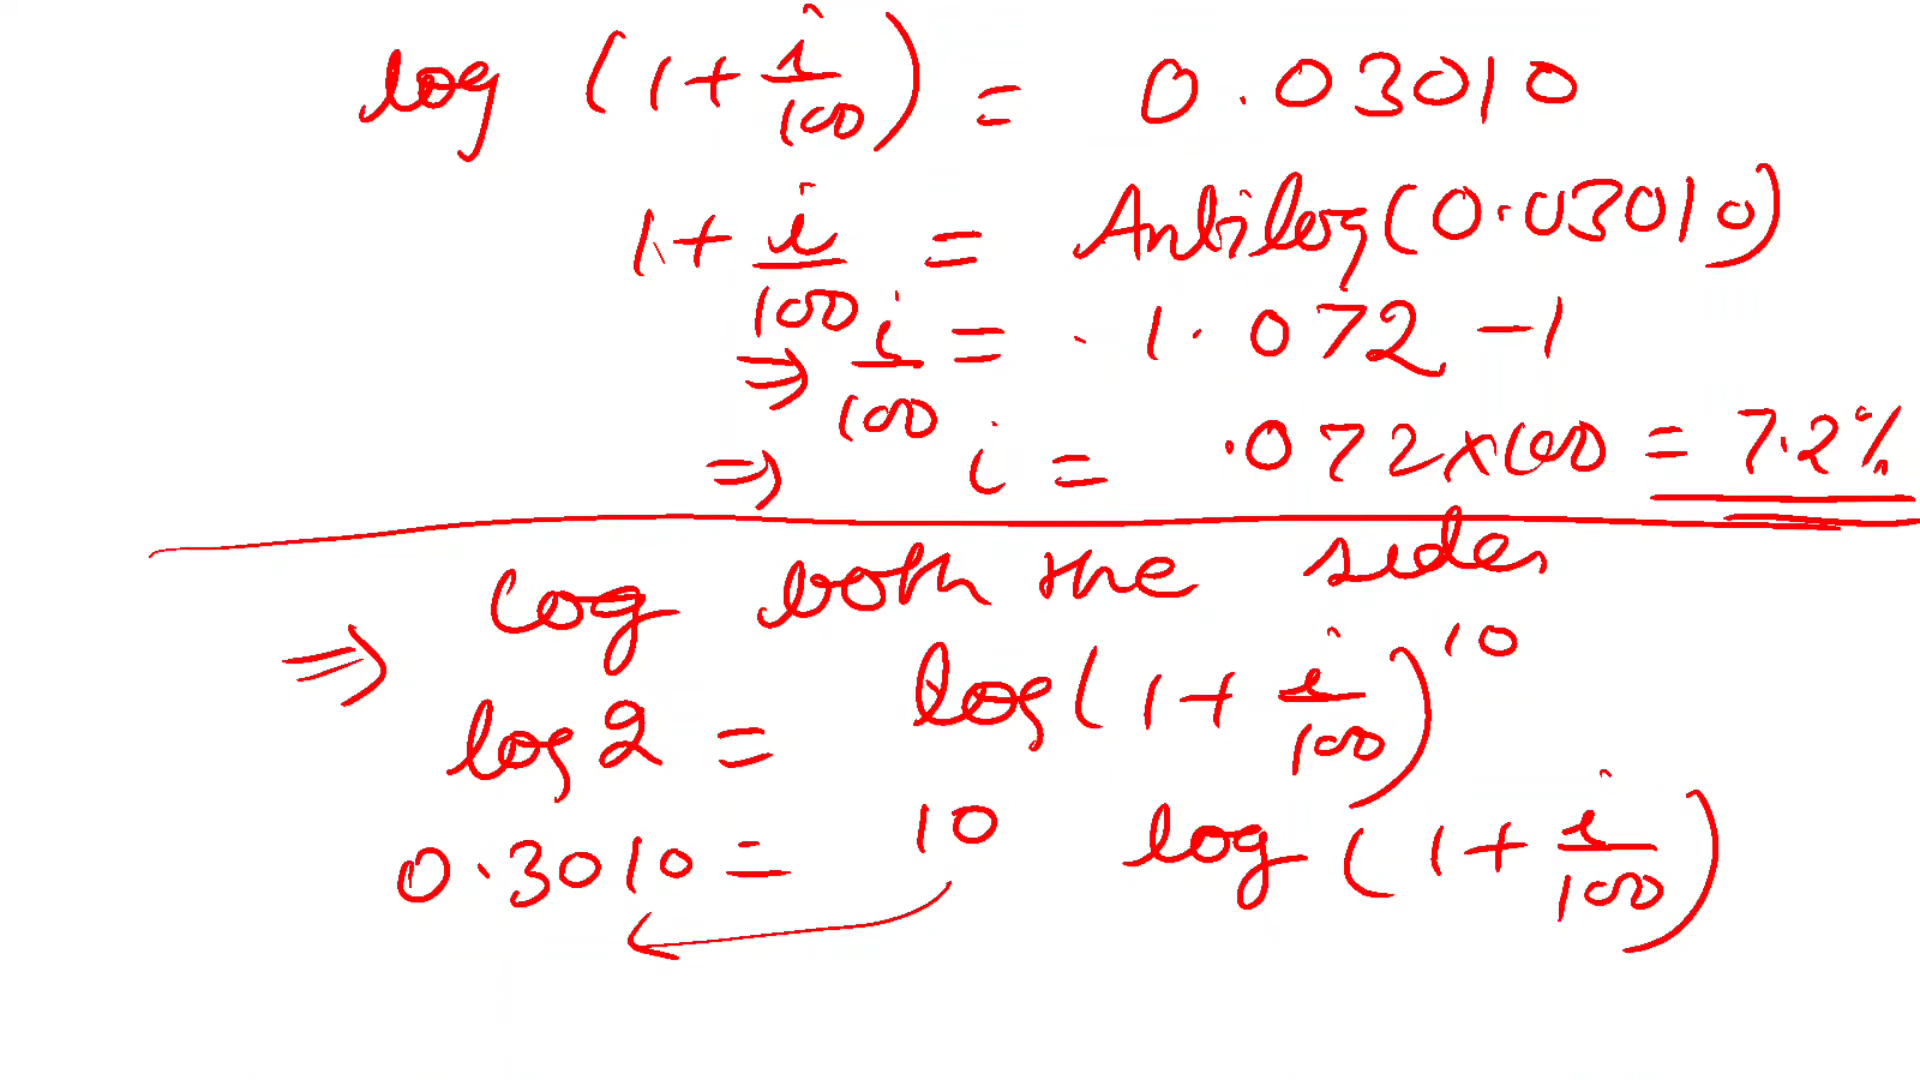 log (1 + i/100) = 0.03010
1 + i/100 = Antilog(0.03010)
⇒ i/100 = 1.072 - 1
⇒ i = .072 x 100 = 7.2%
log both the sides
⇒ log 2 = log(1 + i/100)^10
0.3010 = 10 log (1 + i/100)